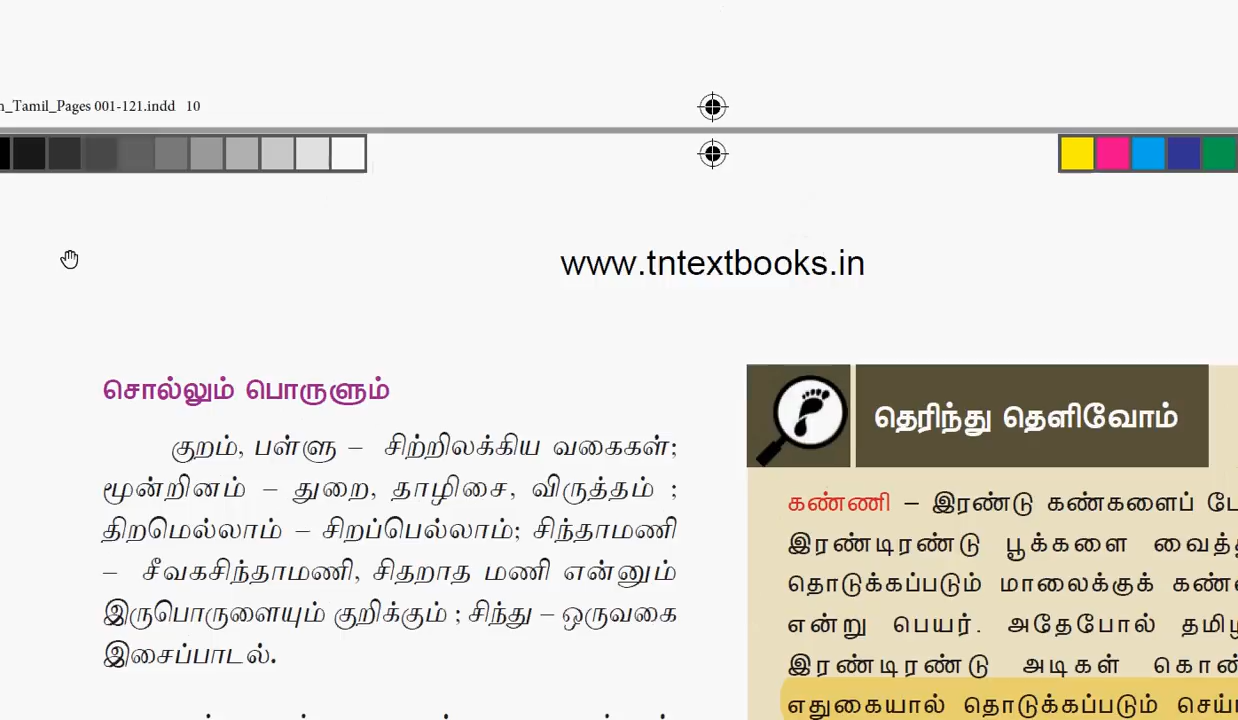 n_Tamil_Pages 001-121.indd 10
www.tntextbooks.in
சொல்லும் பொருளும்
குறம், பள்ளு – சிற்றிலக்கிய வகைகள்;
மூன்றினம் – துறை, தாழிசை, விருத்தம் ;
திறமெல்லாம் – சிறப்பெல்லாம்; சிந்தாமணி
– சீவகசிந்தாமணி, சிதறாத மணி என்னும்
இருபொருளையும் குறிக்கும் ; சிந்து – ஒருவகை
இசைப்பாடல்.
தெரிந்து தெளிவோம்
கண்ணி – இரண்டு கண்களைப்
இரண்டிரண்டு பூக்களை
தொடுக்கப்படும் மாலைக்குக்
என்று பெயர். அதேபோல்
இரண்டிரண்டு அடிகள்
எதுகையால் தொடுக்கப்படும்